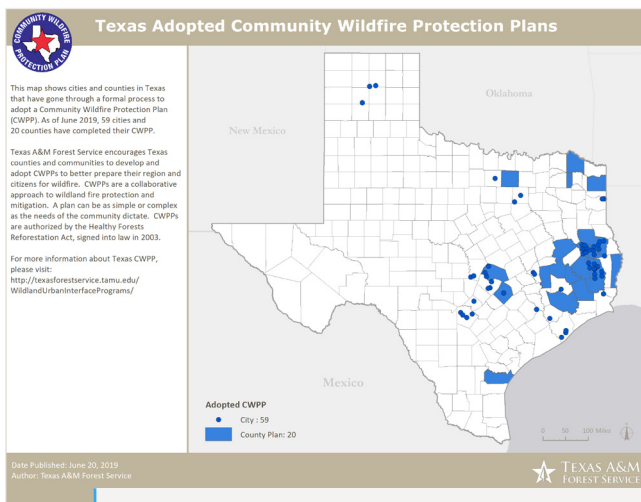 COMMUNITY WILDFIRE
PROTECTION PLAN
Texas Adopted Community Wildfire Protection Plans
This map shows cities and counties in Texas
that have gone through a formal process to
adopt a Community Wildfire Protection Plan
(CWPP). As of June 2019, 59 cities and
20 counties have completed their CWPP.
Texas A&M Forest Service encourages Texas
counties and communities to develop and
adopt CWPPs to better prepare their region and
citizens for wildfire. CWPPs are a collaborative
approach to wildland fire protection and
mitigation. A plan can be as simple or complex
as the needs of the community dictate. CWPPs
are authorized by the Healthy Forests
Reforestation Act, signed into law in 2003.
For more information about Texas CWPP,
please visit:
http://texasforestservice.tamu.edu/
WildlandUrbanInterfacePrograms/
Oklahoma
New Mexico
Mexico
Adopted CWPP
City : 59
County Plan: 20
0 50 100 Miles
Date Published: June 20, 2019
Author: Texas A&M Forest Service
TEXAS A&M
FOREST SERVICE